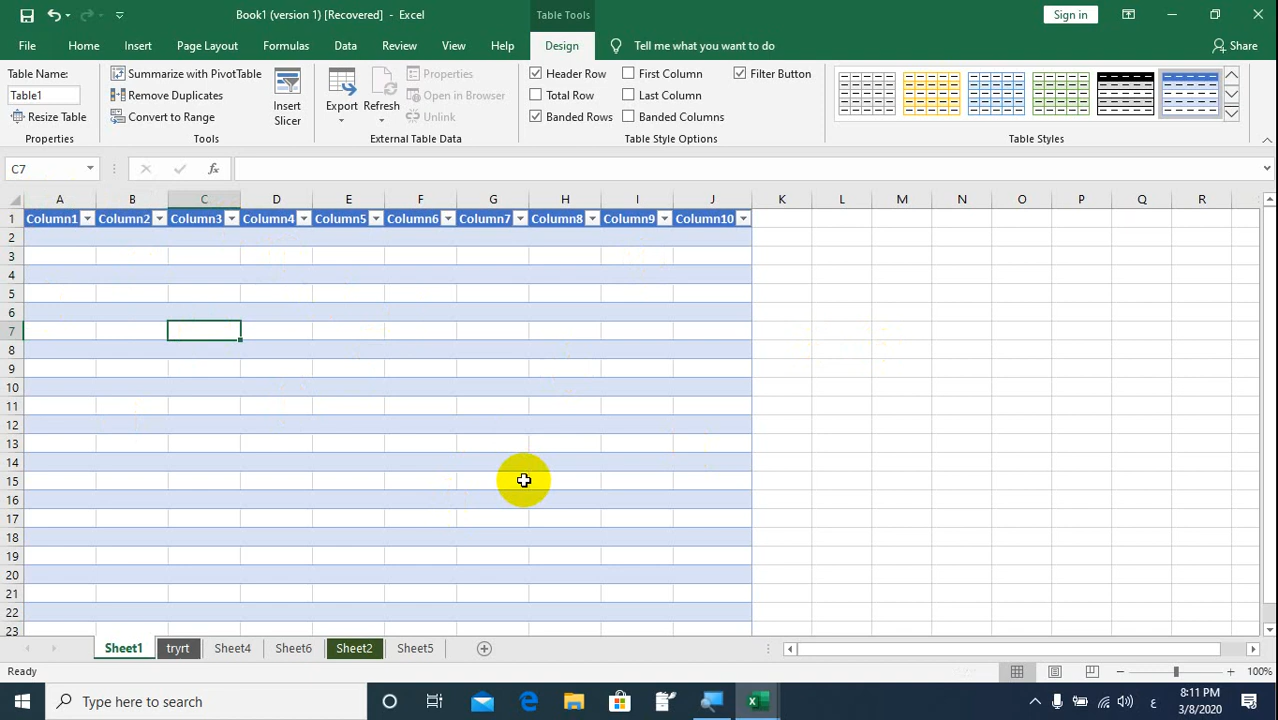 Book1 (version 1) [Recovered] - Excel
Table Tools
Sign in
File
Home
Insert
Page Layout
Formulas
Data
Review
View
Help
Design
Tell me what you want to do
Share
Table Name:
Table1
Resize Table
Properties
Summarize with PivotTable
Remove Duplicates
Convert to Range
Insert
Slicer
Tools
Export
Refresh
Properties
Open in browser
Unlink
External Table Data
Header Row
Total Row
Banded Rows
First Column
Last Column
Banded Columns
Filter Button
Table Style Options
Table Styles
C7
fx
A B C D E F G H I J K L M N O P Q R
1 Column1 Column2 Column3 Column4 Column5 Column6 Column7 Column8 Column9 Column10
2
3
4
5
6
7
8
9
10
11
12
13
14
15
16
17
18
19
20
21
22
23
Sheet1 tryrt Sheet4 Sheet6 Sheet2 Sheet5
Ready
100%
Type here to search
ع
8:11 PM
3/8/2020